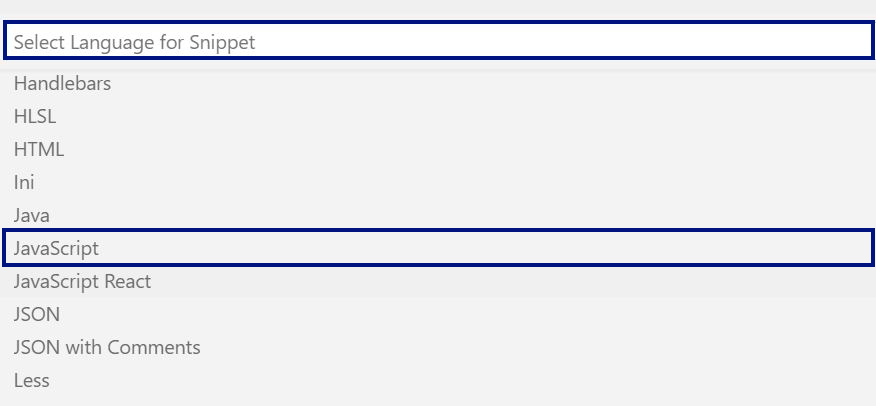 Select Language for Snippet
Handlebars
HLSL
HTML
Ini
Java
JavaScript
JavaScript React
JSON
JSON with Comments
Less